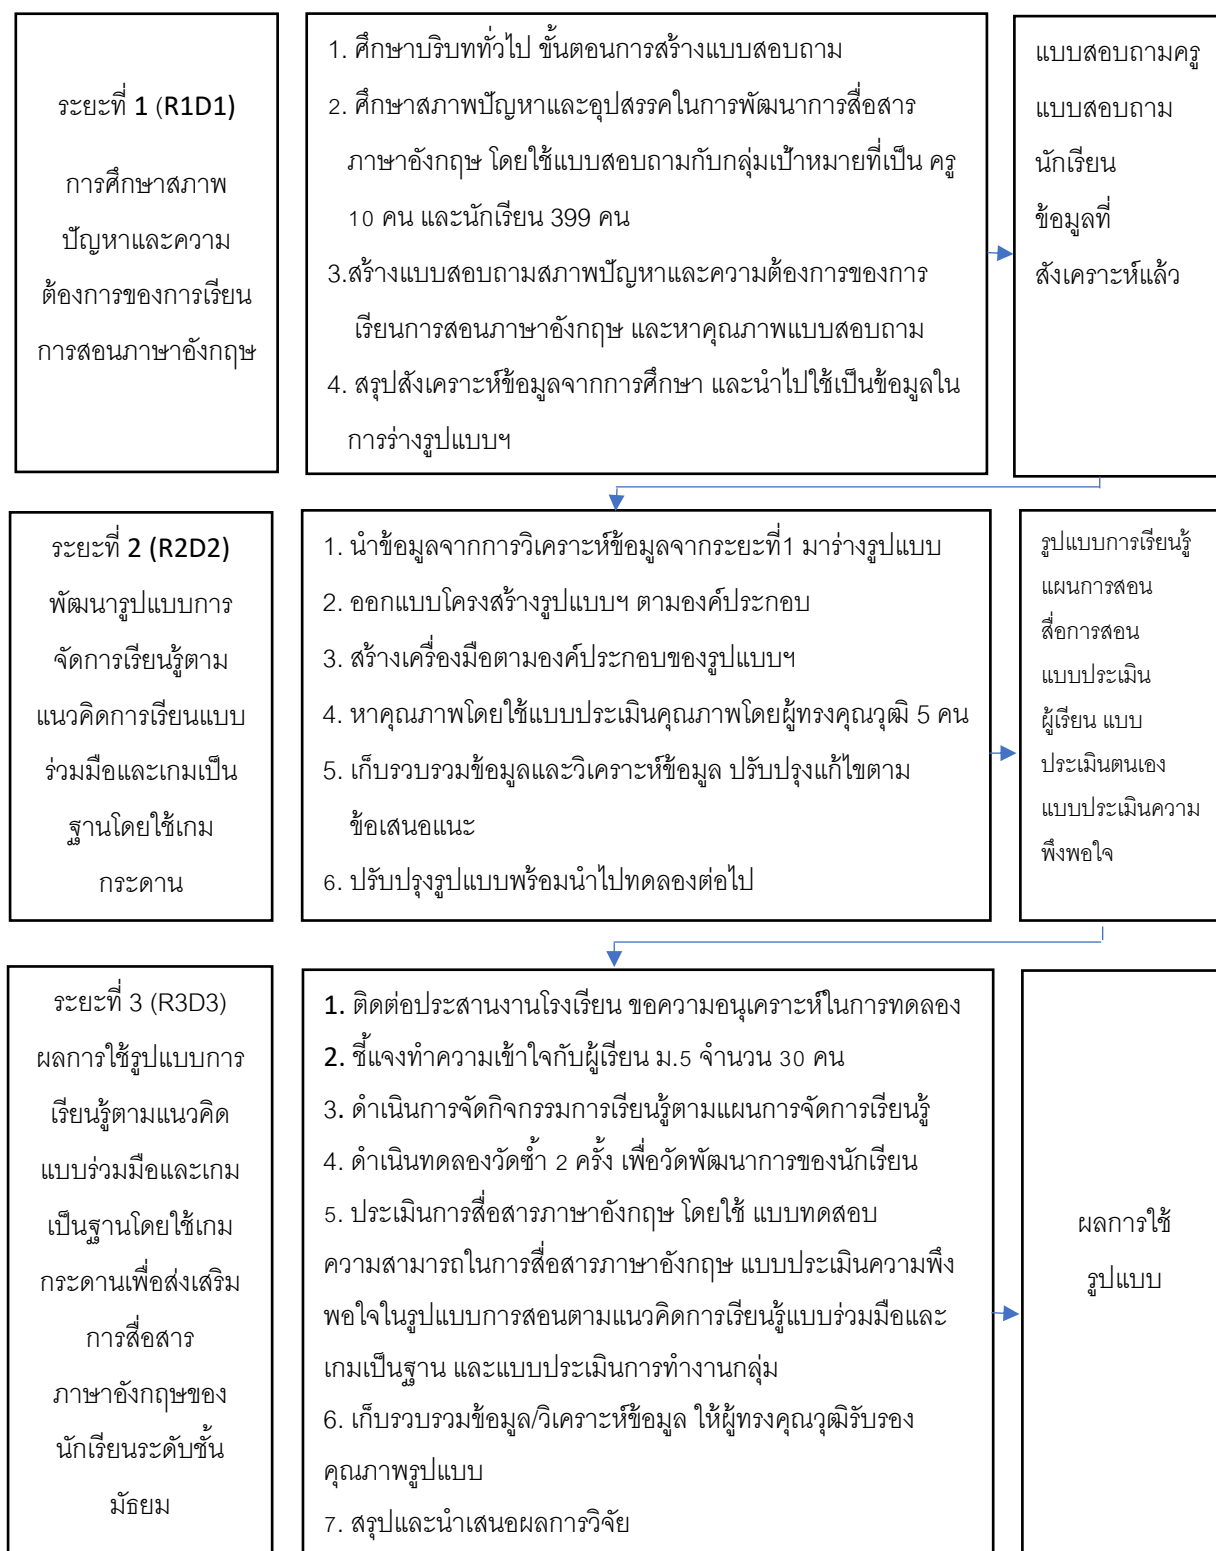 ระยะที่ 1 (R1D1)
การศึกษาสภาพ
ปัญหาและความ
ต้องการของการเรียน
การสอนภาษาอังกฤษ
1. ศึกษาบริบททั่วไป ขั้นตอนการสร้างแบบสอบถาม
2. ศึกษาสภาพปัญหาและอุปสรรคในการพัฒนาการสื่อสาร
ภาษาอังกฤษ โดยใช้แบบสอบถามกับกลุ่มเป้าหมายที่เป็น ครู
10 คน และนักเรียน 399 คน
3.สร้างแบบสอบถามสภาพปัญหาและความต้องการของการ
เรียนการสอนภาษาอังกฤษ และหาคุณภาพแบบสอบถาม
4. สรุปสังเคราะห์ข้อมูลจากการศึกษา และนำไปใช้เป็นข้อมูลใน
การร่างรูปแบบฯ
แบบสอบถามครู
แบบสอบถาม
นักเรียน
ข้อมูลที่
สังเคราะห์แล้ว
ระยะที่ 2 (R2D2)
พัฒนารูปแบบการ
จัดการเรียนรู้ตาม
แนวคิดการเรียนแบบ
ร่วมมือและเกมเป็น
ฐานโดยใช้เกม
กระดาน
1. นำข้อมูลจากการวิเคราะห์ข้อมูลจากระยะที่1 มาร่างรูปแบบ
2. ออกแบบโครงสร้างรูปแบบฯ ตามองค์ประกอบ
3. สร้างเครื่องมือตามองค์ประกอบของรูปแบบฯ
4. หาคุณภาพโดยใช้แบบประเมินคุณภาพโดยผู้ทรงคุณวุฒิ 5 คน
5. เก็บรวบรวมข้อมูลและวิเคราะห์ข้อมูล ปรับปรุงแก้ไขตาม
ข้อเสนอแนะ
6. ปรับปรุงรูปแบบพร้อมนำไปทดลองต่อไป
รูปแบบการเรียนรู้
แผนการสอน
สื่อการสอน
แบบประเมิน
ผู้เรียน แบบ
ประเมินตนเอง
แบบประเมินความ
พึงพอใจ
ระยะที่ 3 (R3D3)
ผลการใช้รูปแบบการ
เรียนรู้ตามแนวคิด
แบบร่วมมือและเกม
เป็นฐานโดยใช้เกม
กระดานเพื่อส่งเสริม
การสื่อสาร
ภาษาอังกฤษของ
นักเรียนระดับชั้น
มัธยม
1. ติดต่อประสานงานโรงเรียน ขอความอนุเคราะห์ในการทดลอง
2. ชี้แจงทำความเข้าใจกับผู้เรียน ม.5 จำนวน 30 คน
3. ดำเนินการจัดกิจกรรมการเรียนรู้ตามแผนการจัดการเรียนรู้
4. ดำเนินทดลองวัดซ้ำ 2 ครั้ง เพื่อวัดพัฒนาการของนักเรียน
5. ประเมินการสื่อสารภาษาอังกฤษ โดยใช้ แบบทดสอบ
ความสามารถในการสื่อสารภาษาอังกฤษ แบบประเมินความพึง
พอใจในรูปแบบการสอนตามแนวคิดการเรียนรู้แบบร่วมมือและ
เกมเป็นฐาน และแบบประเมินการทำงานกลุ่ม
6. เก็บรวบรวมข้อมูล/วิเคราะห์ข้อมูล ให้ผู้ทรงคุณวุฒิรับรอง
คุณภาพรูปแบบ
7. สรุปและนำเสนอผลการวิจัย
ผลการใช้
รูปแบบ